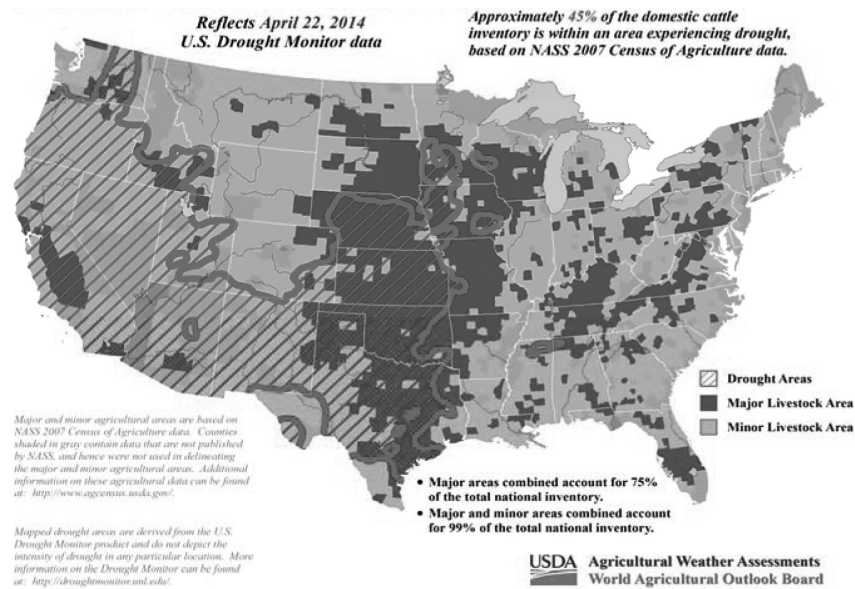 Reflects April 22, 2014
U.S. Drought Monitor data
Approximately 45% of the domestic cattle
inventory is within an area experiencing drought,
based on NASS 2007 Census of Agriculture data.
Drought Areas
Major Livestock Area
Minor Livestock Area
Major and minor agricultural areas are based on
NASS 2007 Census of Agriculture data. Counties
shaded in gray contain data that are not published
by NASS, and hence were not used in delineating
the major and minor agricultural areas. Additional
information on these agricultural data can be found
at: http://www.agcensus.usda.gov/.
• Major areas combined account for 75%
of the total national inventory.
• Major and minor areas combined account
for 99% of the total national inventory.
Mapped drought areas are derived from the U.S.
Drought Monitor product and do not depict the
intensity of drought in any particular location. More
information on the Drought Monitor can be found
at: http://droughtmonitor.unl.edu/.
USDA Agricultural Weather Assessments
World Agricultural Outlook Board